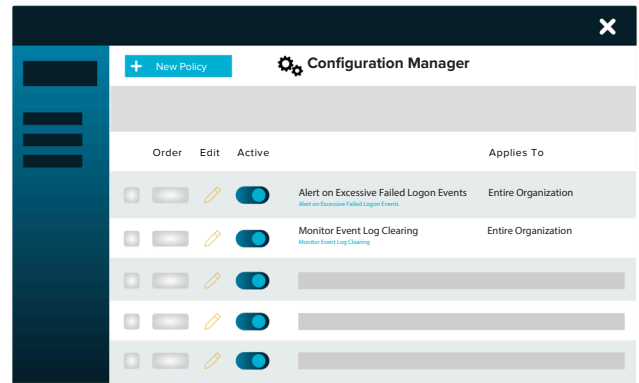 + New Policy
Configuration Manager
Order Edit Active Applies To
Alert on Excessive Failed Logon Events Entire Organization
Alert on Excessive Failed Logon Events
Monitor Event Log Clearing Entire Organization
Monitor Event Log Clearing